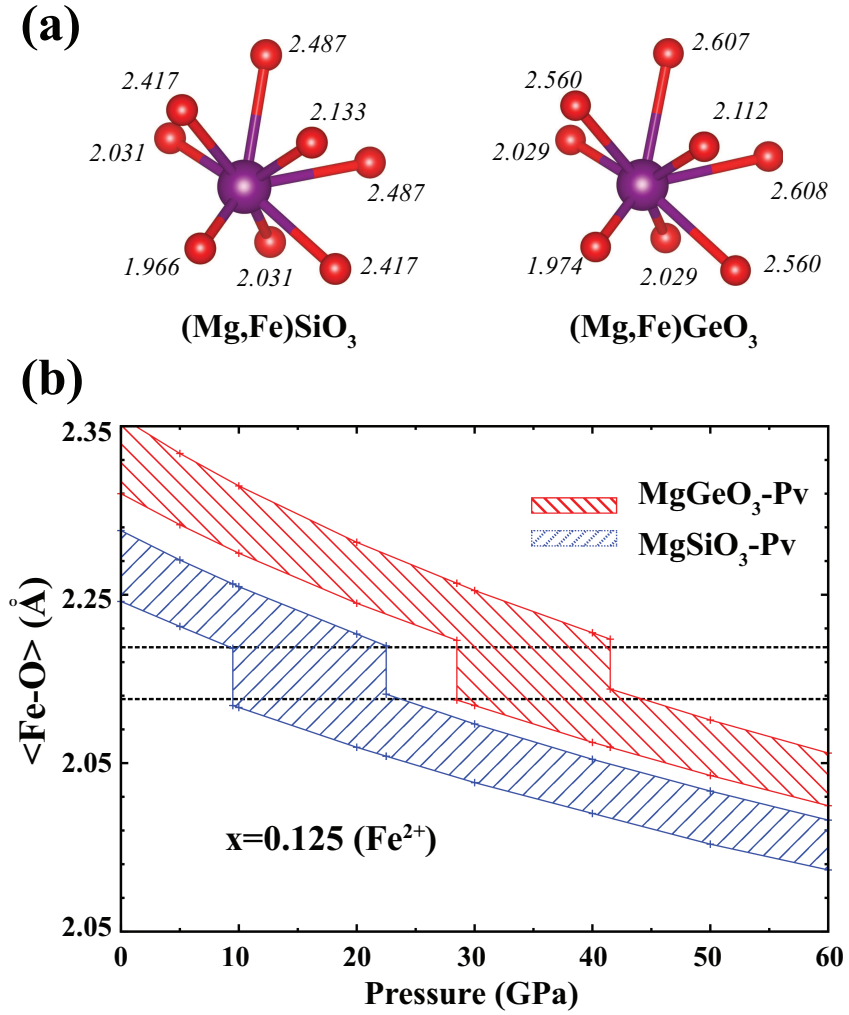 (a)
2.487
2.417
2.133
2.031
2.487
1.966
2.031
2.417
(Mg,Fe)SiO₃
2.607
2.560
2.112
2.029
2.608
1.974
2.029
2.560
(Mg,Fe)GeO₃
(b)
2.35
2.25
2.05
2.05
<Fe-O> (Å)
MgGeO₃-Pv
MgSiO₃-Pv
x=0.125 (Fe²⁺)
0 10 20 30 40 50 60
Pressure (GPa)